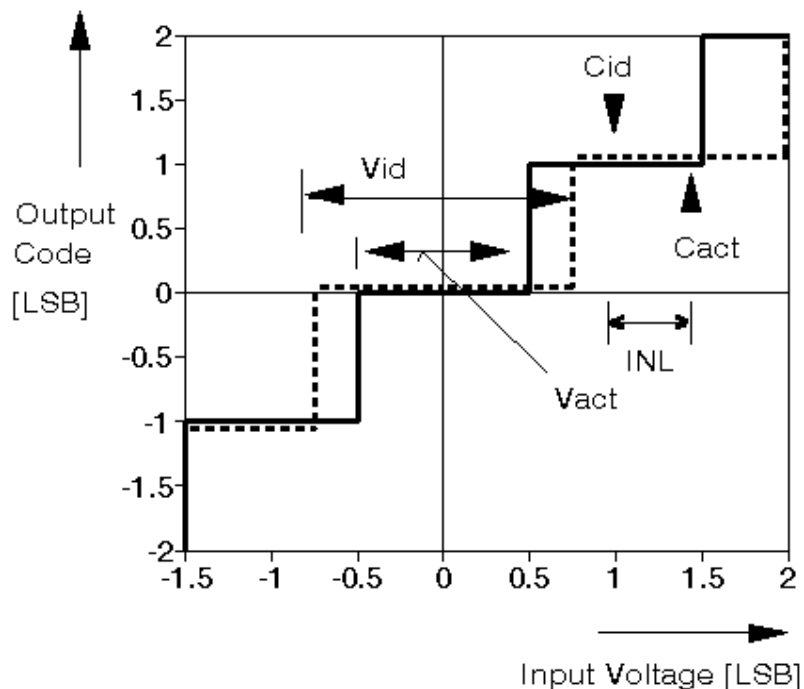 2
Cid
1.5
1
Vid
Output
Code
[LSB]
0.5
Cact
0
INL
-0.5
Vact
-1
-1.5
-2
-1.5 -1 -0.5 0 0.5 1 1.5 2
Input Voltage [LSB]